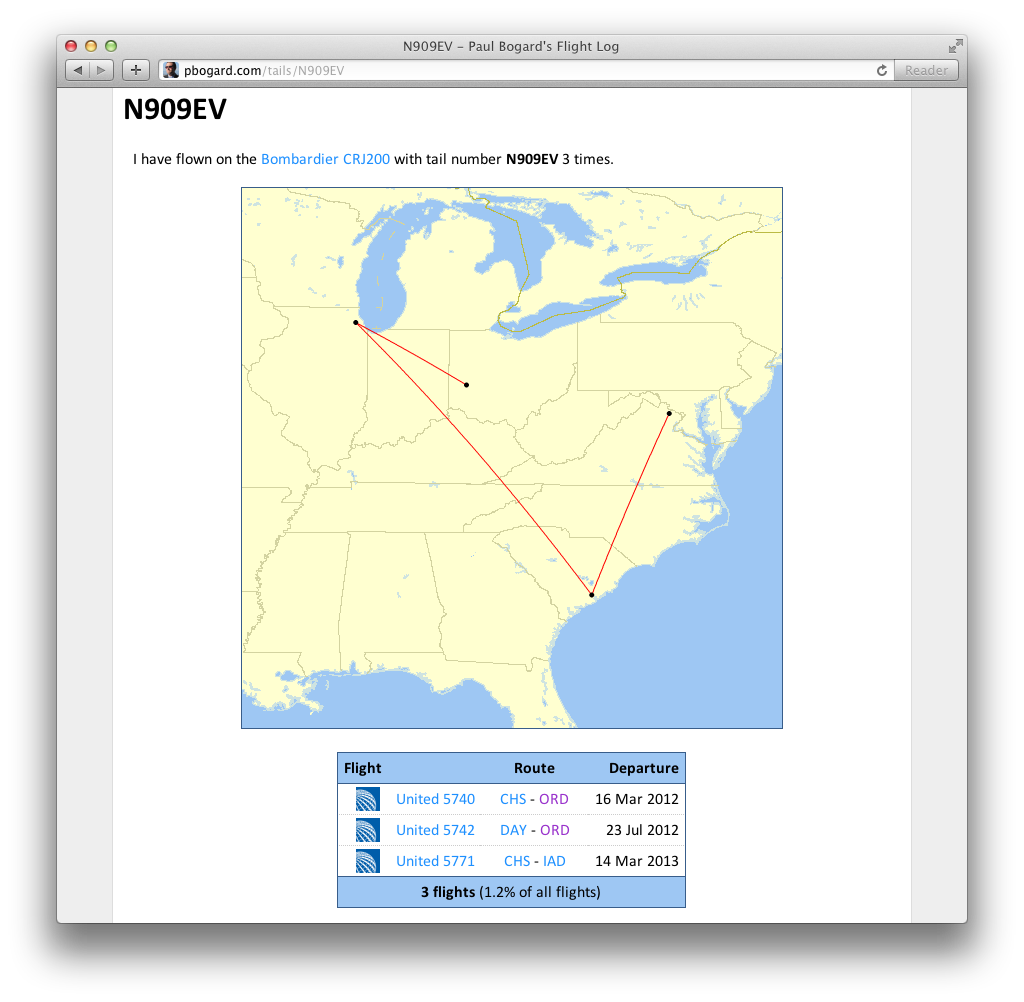 N909EV – Paul Bogard's Flight Log
pbogard.com/tails/N909EV
Reader
N909EV
I have flown on the Bombardier CRJ200 with tail number N909EV 3 times.
Flight Route Departure
United 5740 CHS - ORD 16 Mar 2012
United 5742 DAY - ORD 23 Jul 2012
United 5771 CHS - IAD 14 Mar 2013
3 flights (1.2% of all flights)